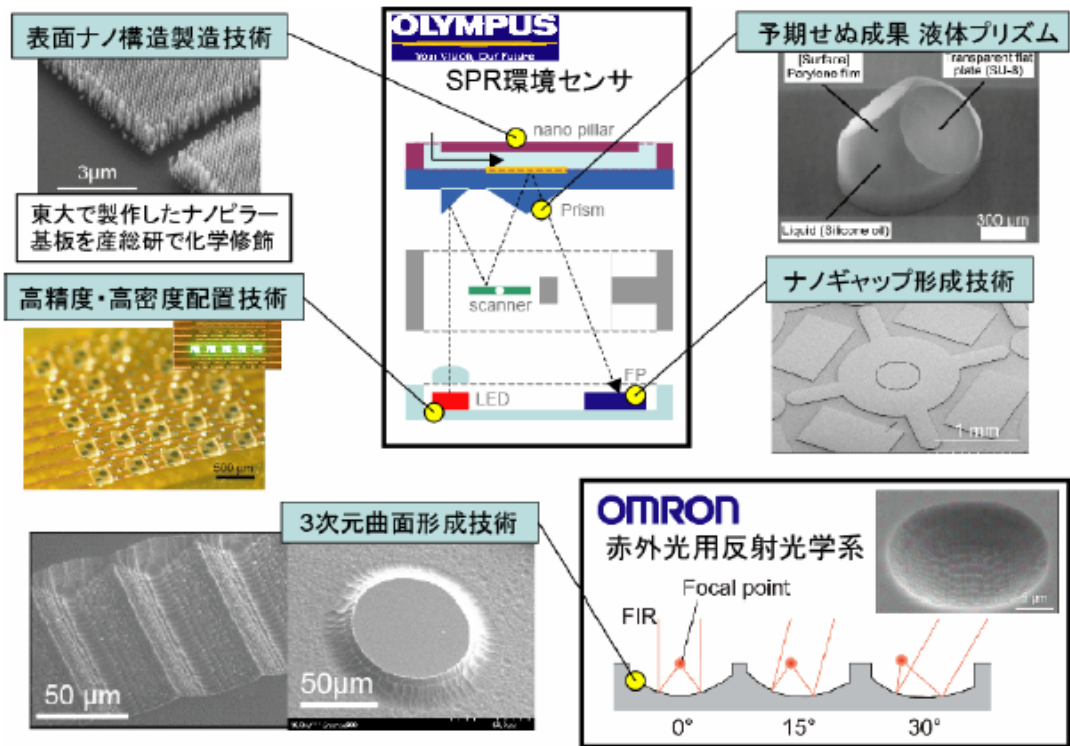 表面ナノ構造製造技術
3μm
東大で製作したナノピラー
基板を産総研で化学修飾
高精度・高密度配置技術
500 μm
OLYMPUS
Your Vision, Our Future
SPR環境センサ
nano pillar
Prism
scanner
FP
LED
予期せぬ成果 液体プリズム
[Surface]
Parylene film
Transparent flat
plate (SU-8)
Liquid (Silicone oil)
300 μm
ナノギャップ形成技術
1 mm
3次元曲面形成技術
50 μm
50μm
OMRON
赤外光用反射光学系
Focal point
FIR
0°
15°
30°